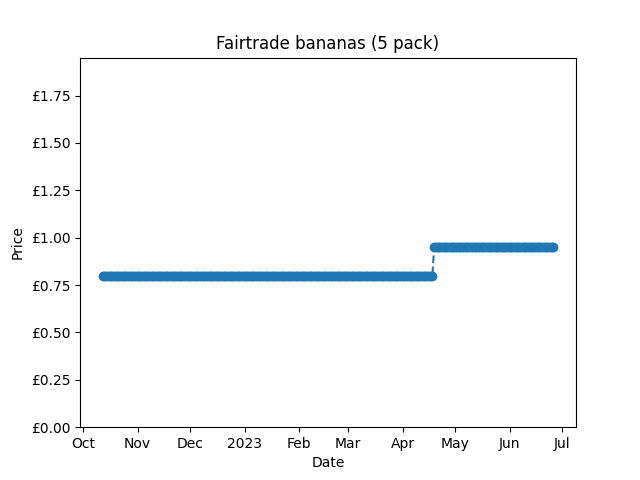 Fairtrade bananas (5 pack)
£1.75
£1.50
£1.25
£1.00
£0.75
£0.50
£0.25
£0.00
Price
Oct Nov Dec 2023 Feb Mar Apr May Jun Jul
Date